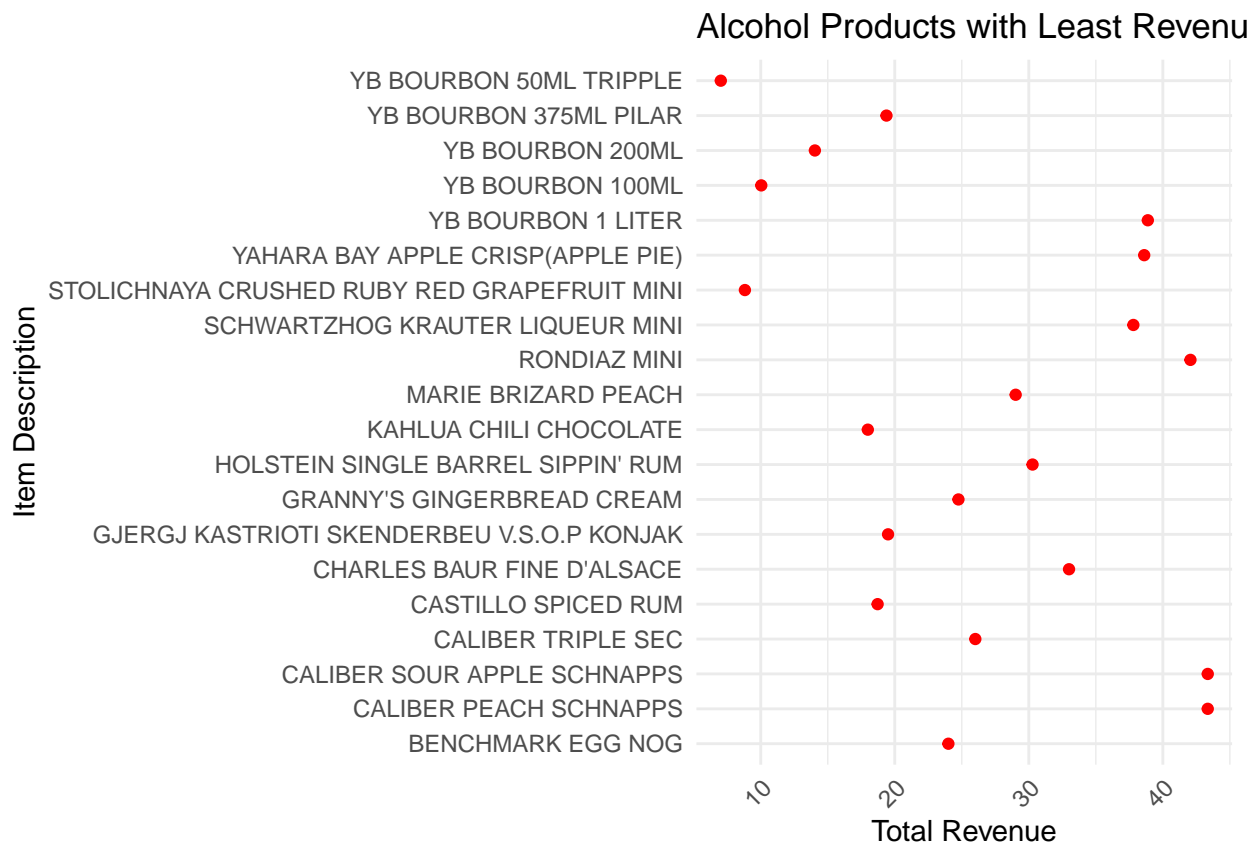 Alcohol Products with Least Revenu
YB BOURBON 50ML TRIPPLE
YB BOURBON 375ML PILAR
YB BOURBON 200ML
YB BOURBON 100ML
YB BOURBON 1 LITER
YAHARA BAY APPLE CRISP(APPLE PIE)
STOLICHNAYA CRUSHED RUBY RED GRAPEFRUIT MINI
SCHWARTZHOG KRAUTER LIQUEUR MINI
RONDIAZ MINI
MARIE BRIZARD PEACH
KAHLUA CHILI CHOCOLATE
HOLSTEIN SINGLE BARREL SIPPIN' RUM
GRANNY'S GINGERBREAD CREAM
GJERGJ KASTRIOTI SKENDERBEU V.S.O.P KONJAK
CHARLES BAUR FINE D'ALSACE
CASTILLO SPICED RUM
CALIBER TRIPLE SEC
CALIBER SOUR APPLE SCHNAPPS
CALIBER PEACH SCHNAPPS
BENCHMARK EGG NOG
Item Description
10 20 30 40
Total Revenue